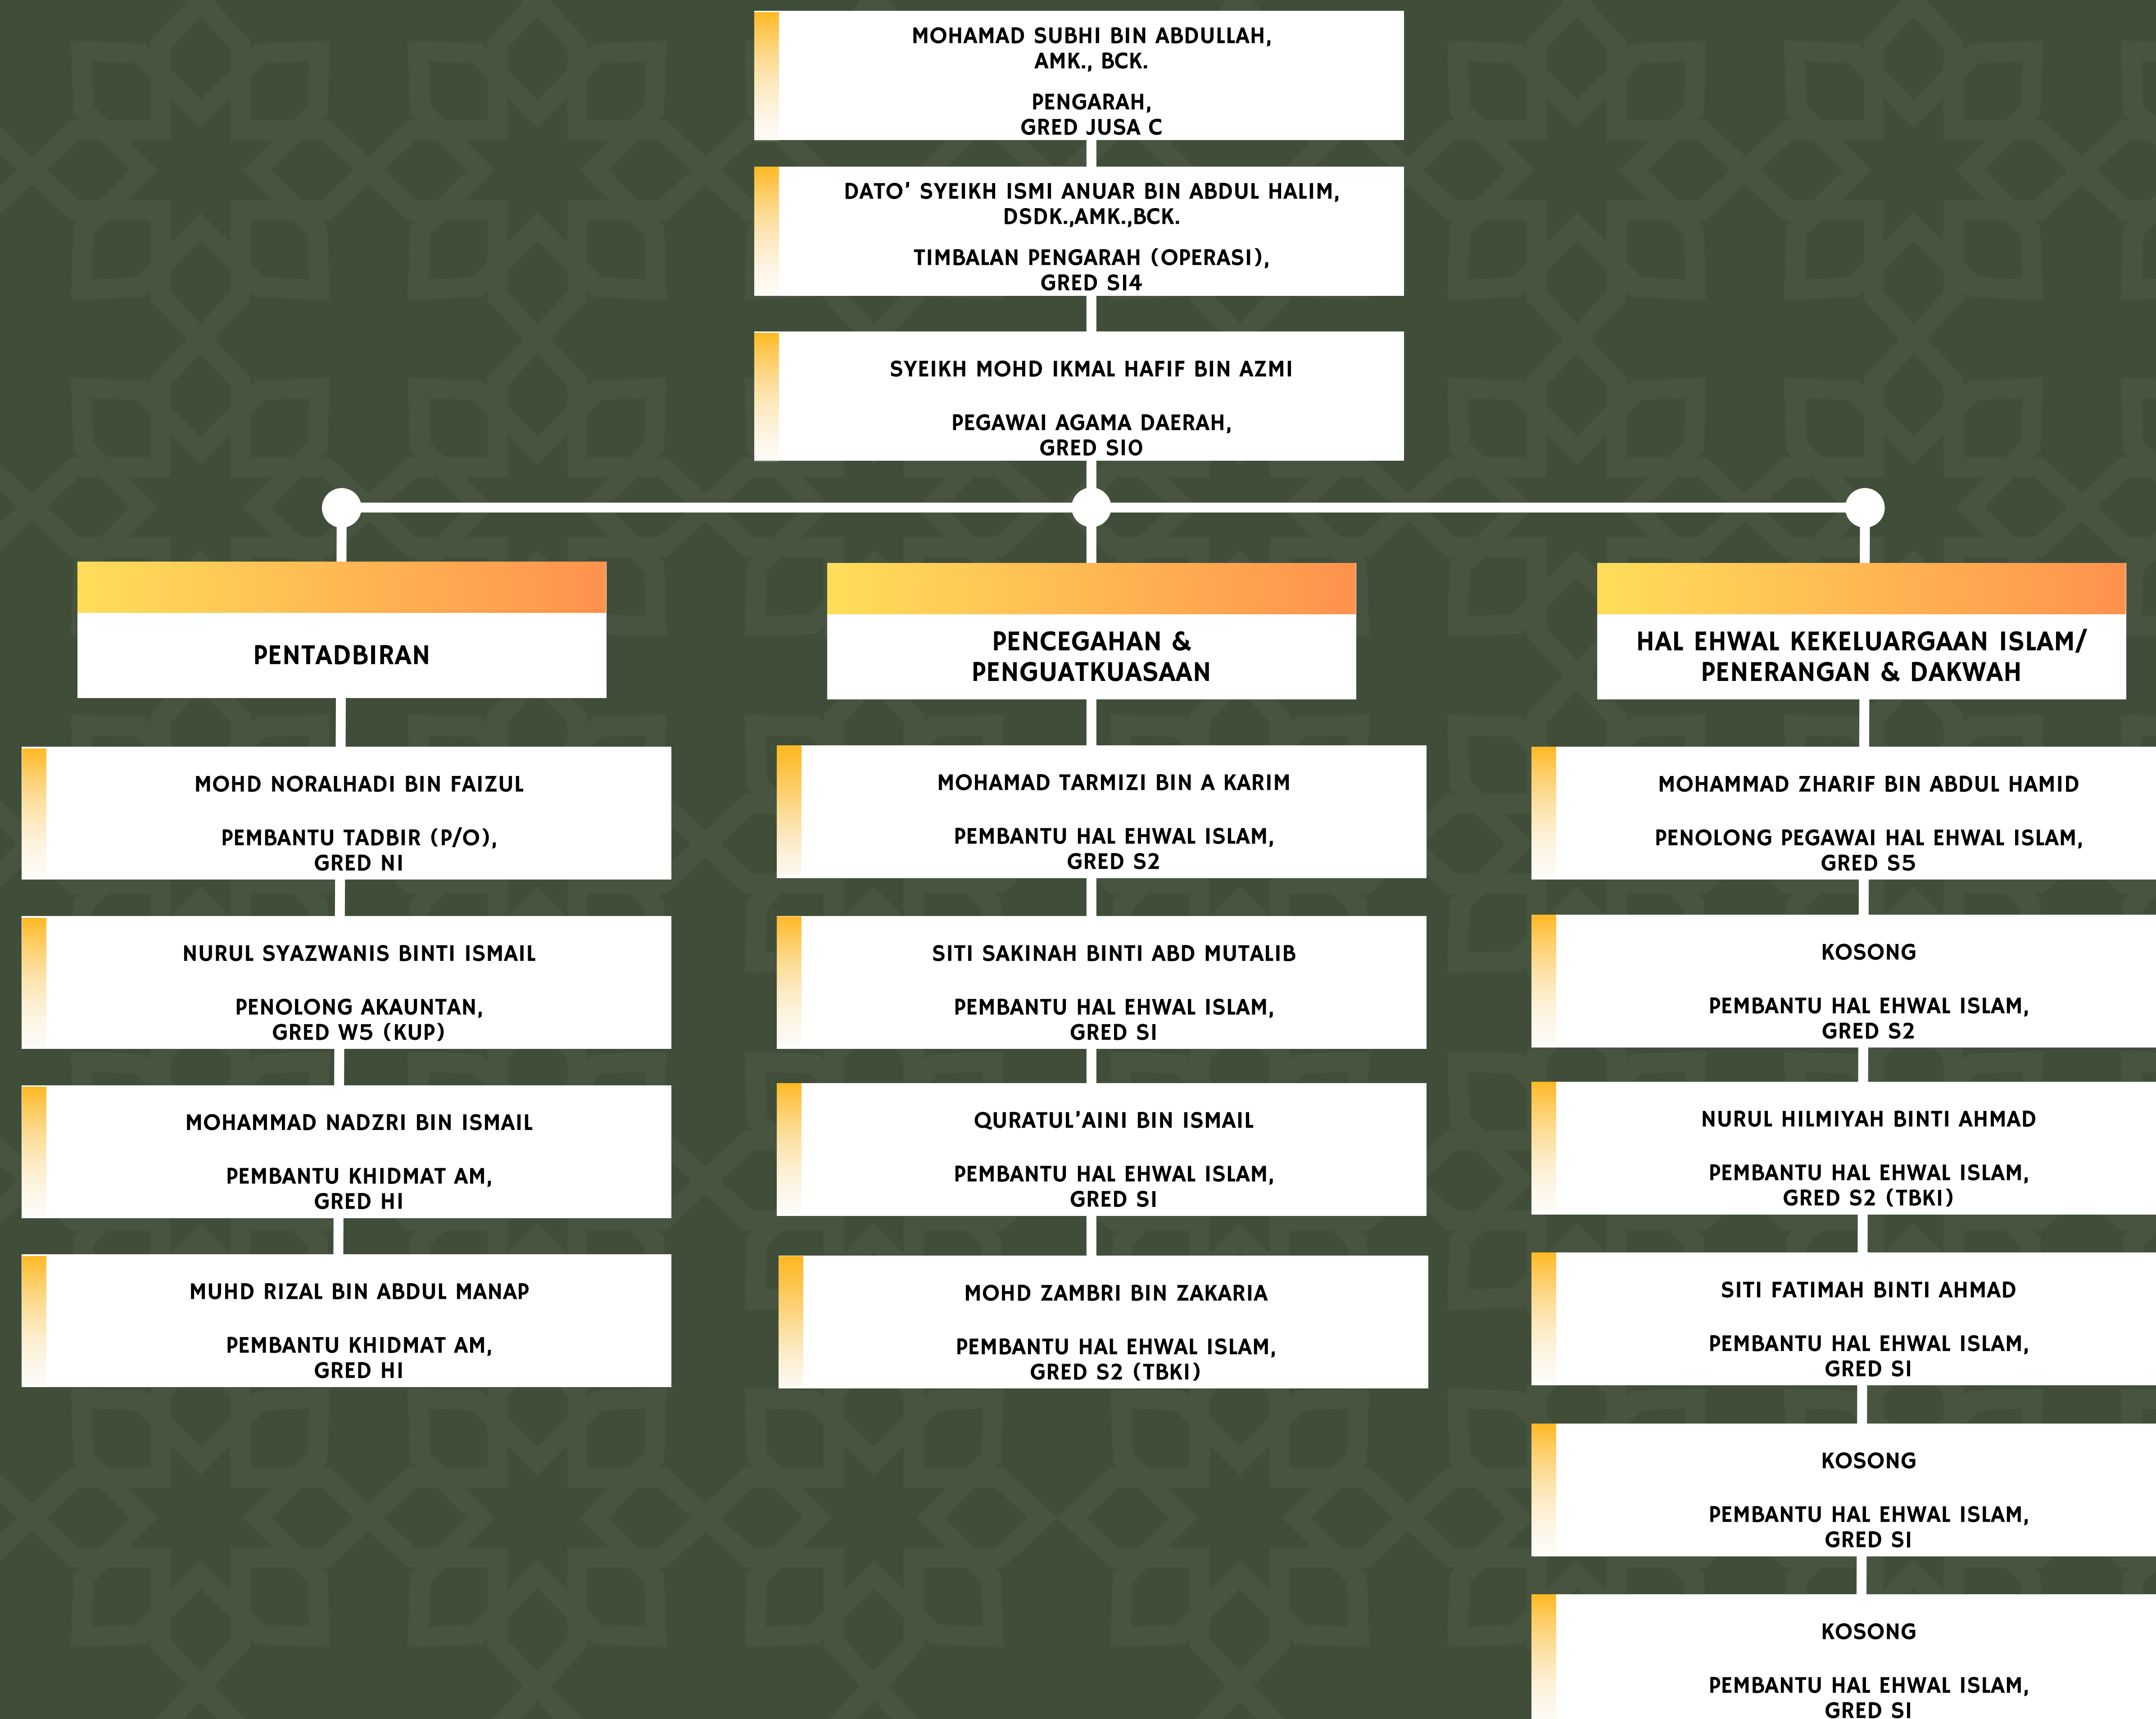 MOHAMAD SUBHI BIN ABDULLAH,
AMK., BCK.
PENGARAH,
GRED JUSA C
DATO' SYEIKH ISMI ANUAR BIN ABDUL HALIM,
DSDK.,AMK.,BCK.
TIMBALAN PENGARAH (OPERASI),
GRED S14
SYEIKH MOHD IKMAL HAFIF BIN AZMI
PEGAWAI AGAMA DAERAH,
GRED S10
PENTADBIRAN
MOHD NORALHADI BIN FAIZUL
PEMBANTU TADBIR (P/O),
GRED N1
NURUL SYAZWANIS BINTI ISMAIL
PENOLONG AKAUNTAN,
GRED W5 (KUP)
MOHAMMAD NADZRI BIN ISMAIL
PEMBANTU KHIDMAT AM,
GRED H1
MUHD RIZAL BIN ABDUL MANAP
PEMBANTU KHIDMAT AM,
GRED H1
PENCEGAHAN &
PENGUATKUASAAN
MOHAMAD TARMIZI BIN A KARIM
PEMBANTU HAL EHWAL ISLAM,
GRED S2
SITI SAKINAH BINTI ABD MUTALIB
PEMBANTU HAL EHWAL ISLAM,
GRED S1
QURATUL'AINI BIN ISMAIL
PEMBANTU HAL EHWAL ISLAM,
GRED S1
MOHD ZAMBRI BIN ZAKARIA
PEMBANTU HAL EHWAL ISLAM,
GRED S2 (TBK1)
HAL EHWAL KEKELUARGAAN ISLAM/
PENERANGAN & DAKWAH
MOHAMMAD ZHARIF BIN ABDUL HAMID
PENOLONG PEGAWAI HAL EHWAL ISLAM,
GRED S5
KOSONG
PEMBANTU HAL EHWAL ISLAM,
GRED S2
NURUL HILMIYAH BINTI AHMAD
PEMBANTU HAL EHWAL ISLAM,
GRED S2 (TBK1)
SITI FATIMAH BINTI AHMAD
PEMBANTU HAL EHWAL ISLAM,
GRED S1
KOSONG
PEMBANTU HAL EHWAL ISLAM,
GRED S1
KOSONG
PEMBANTU HAL EHWAL ISLAM,
GRED S1